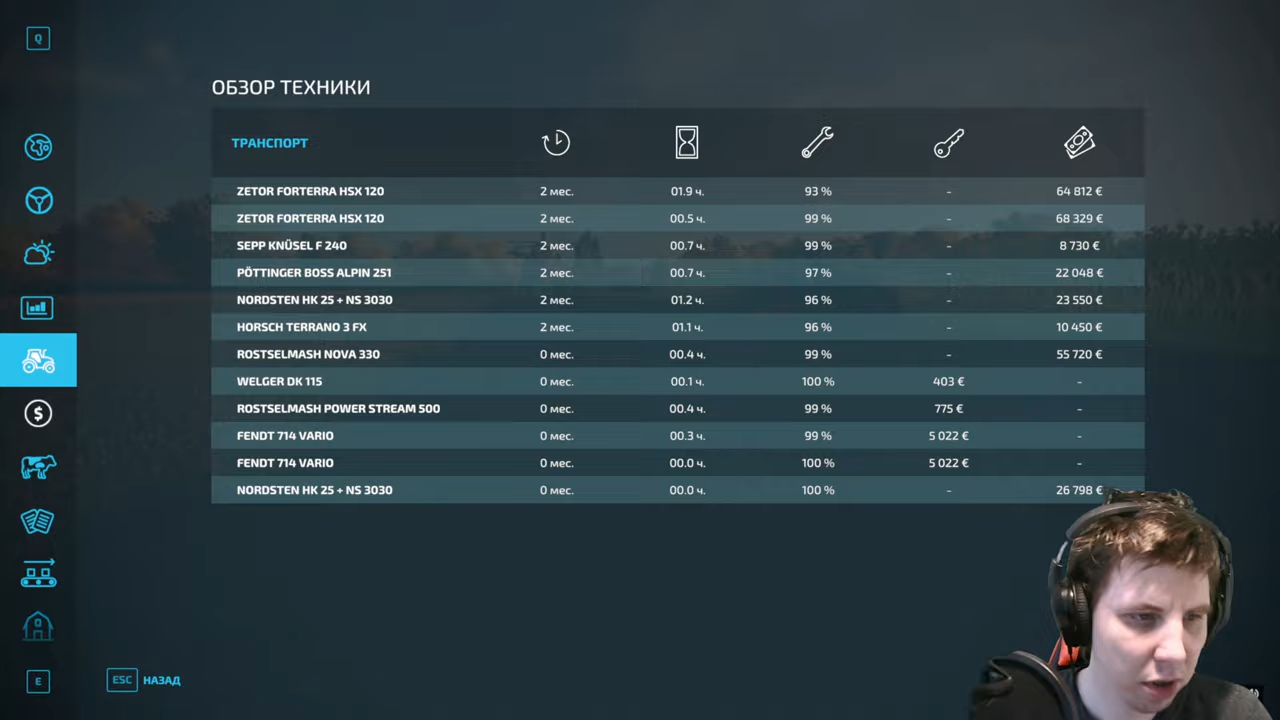 Q
ОБЗОР ТЕХНИКИ
ТРАНСПОРТ
ZETOR FORTERRA HSX 120 2 мес. 01.9 ч. 93 % - 64 812 €
ZETOR FORTERRA HSX 120 2 мес. 00.5 ч. 99 % - 68 329 €
SEPP KNÜSEL F 240 2 мес. 00.7 ч. 99 % - 8 730 €
PÖTTINGER BOSS ALPIN 251 2 мес. 00.7 ч. 97 % - 22 048 €
NORDSTEN HK 25 + NS 3030 2 мес. 01.2 ч. 96 % - 23 550 €
HORSCH TERRANO 3 FX 2 мес. 01.1 ч. 96 % - 10 450 €
ROSTSELMASH NOVA 330 0 мес. 00.4 ч. 99 % - 55 720 €
WELGER DK 115 0 мес. 00.1 ч. 100 % 403 € -
ROSTSELMASH POWER STREAM 500 0 мес. 00.4 ч. 99 % 775 € -
FENDT 714 VARIO 0 мес. 00.3 ч. 99 % 5 022 € -
FENDT 714 VARIO 0 мес. 00.0 ч. 100 % 5 022 € -
NORDSTEN HK 25 + NS 3030 0 мес. 00.0 ч. 100 % - 26 798 €
E
ESC НАЗАД